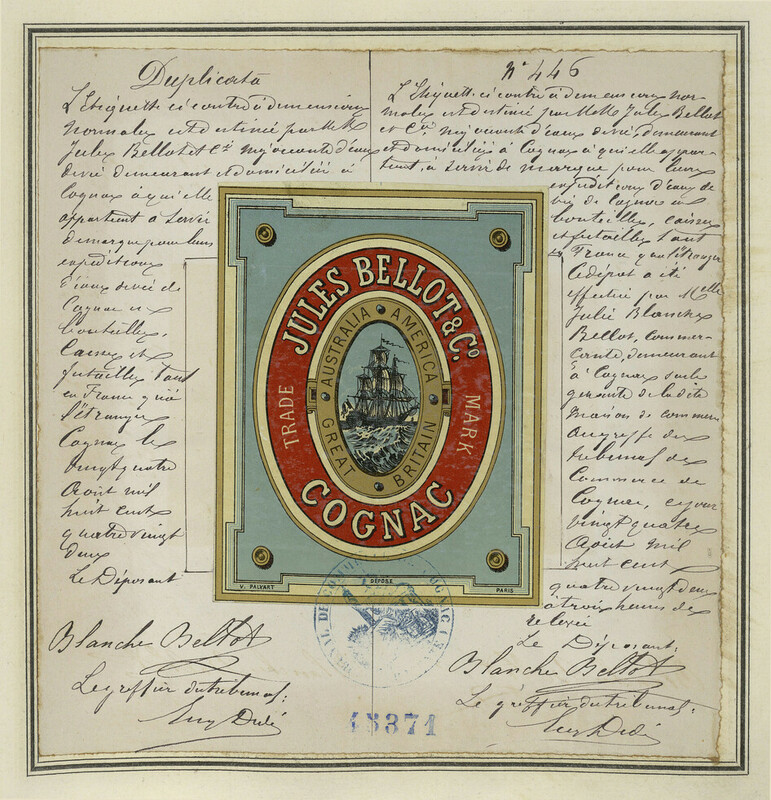 Duplicata
L'Etiquette ci contre à dimensions
normales est destinée par MM
Jules Bellot et Cie négociants d'eaux
de vie demeurant et domiciliés à
Cognac à qui elle
appartient à servir
de marque pour leurs
expéditions
d'eaux de vie de
Cognac en
bouteilles,
Caisses et
futailles tant
en France qu'à
l'étranger
Cognac le
vingt quatre
Août mil
huit cent
quatre vingt
deux
Le Déposant
Blanche Bellot
Le greffier du tribunal:
N° 446
L'Etiquette ci contre à dimensions nor-
males est destinée par MM. Jules Bellot
et Cie négociants d'eaux de vie, demeurant
et domiciliés à Cognac à qui elle appar-
tient, à servir de marque pour leurs
expéditions d'eaux de
vie de Cognac en
bouteilles, caisses
et futailles tant
France qu'à l'étranger
Ce dépôt a été
effectué par Melle
Julie Blanche
Bellot, commer-
çante, demeurant
à Cognac
gérante de la dite
maison de commerce
au greffe du
tribunal de
Commerce de
Cognac, ce jour
vingt quatre
Août mil
huit cent
quatre vingt deux
à trois heures de
relevée
Le Déposant:
Blanche Bellot
Le greffier du tribunal:
JULES BELLOT & Co
AUSTRALIA AMERICA
TRADE MARK
GREAT BRITAIN
COGNAC
V. PALYART
DÉPOSÉ
PARIS
15371